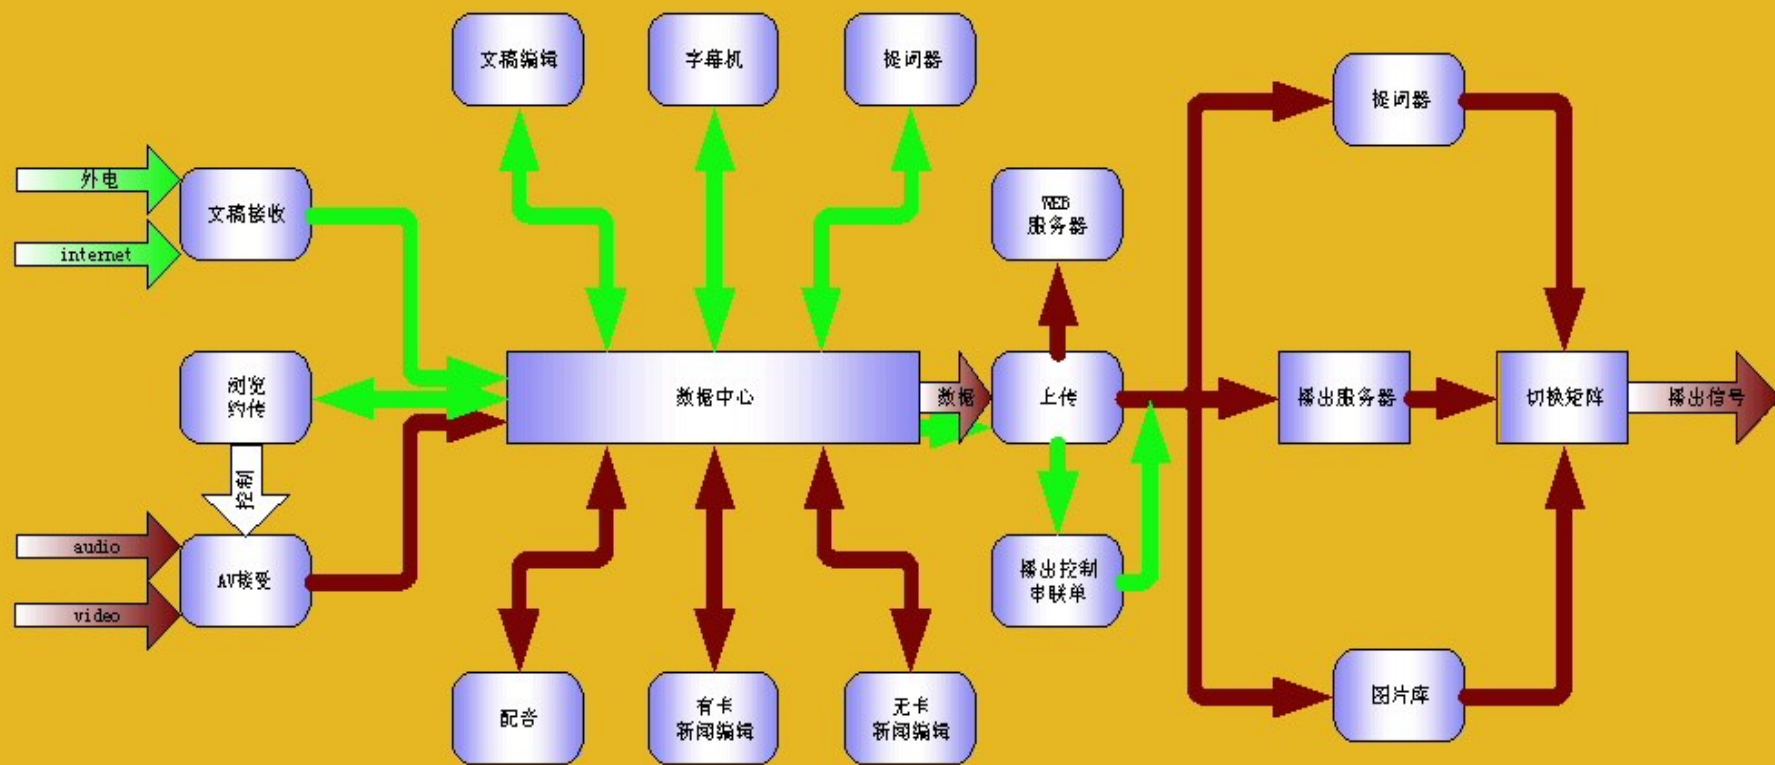 文稿编辑
字幕机
提词器
提词器
外电
文稿接收
internet
WEB
服务器
浏览
约传
数据中心
数据
上传
播出服务器
切换矩阵
播出信号
控制
audio
AV接受
video
播出控制
串联单
配音
有卡
新闻编辑
无卡
新闻编辑
图片库